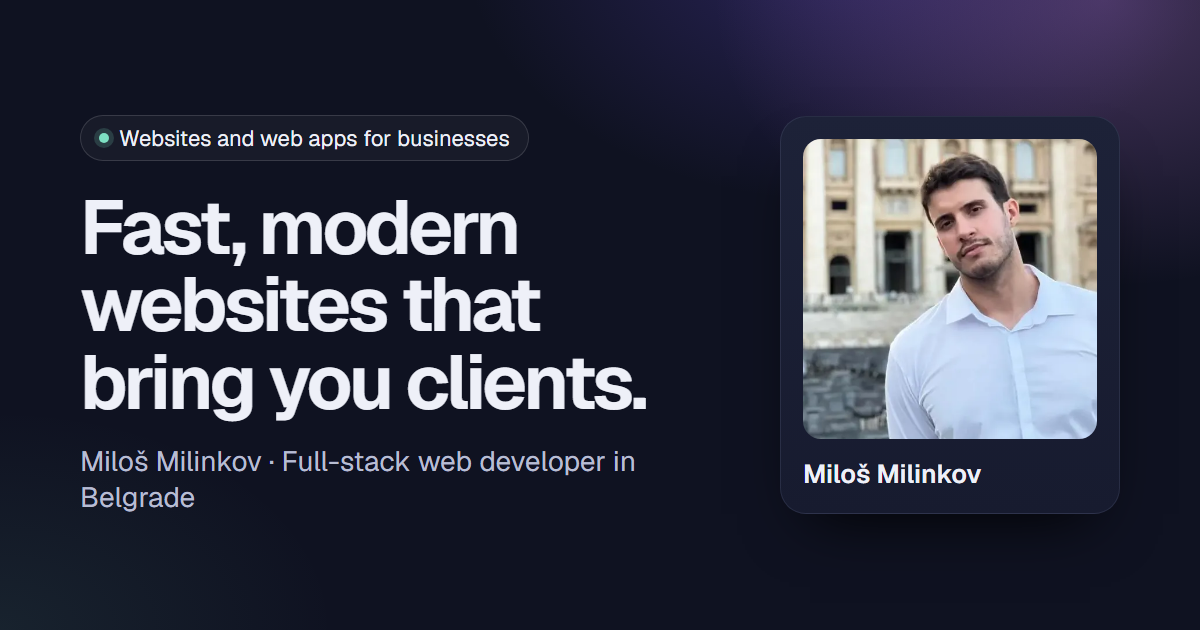 Websites and web apps for businesses
Fast, modern
websites that
bring you clients.
Miloš Milinkov · Full-stack web developer in
Belgrade
Miloš Milinkov